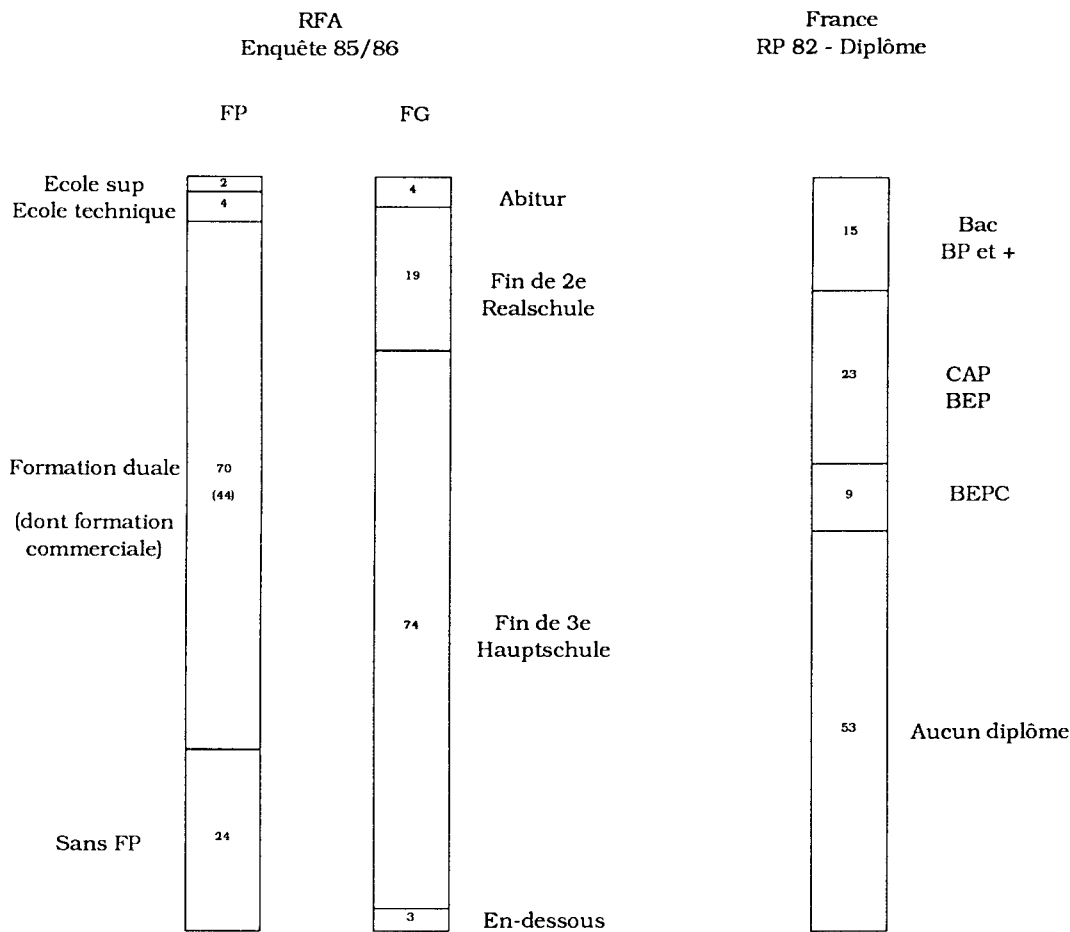 RFA
Enquête 85/86
France
RP 82 - Diplôme
FP
FG
Ecole sup
Ecole technique
Formation duale
(dont formation
commerciale)
Sans FP
2
4
70
(44)
24
4
19
74
3
Abitur
Fin de 2e
Realschule
Fin de 3e
Hauptschule
En-dessous
15
23
9
53
Bac
BP et +
CAP
BEP
BEPC
Aucun diplôme